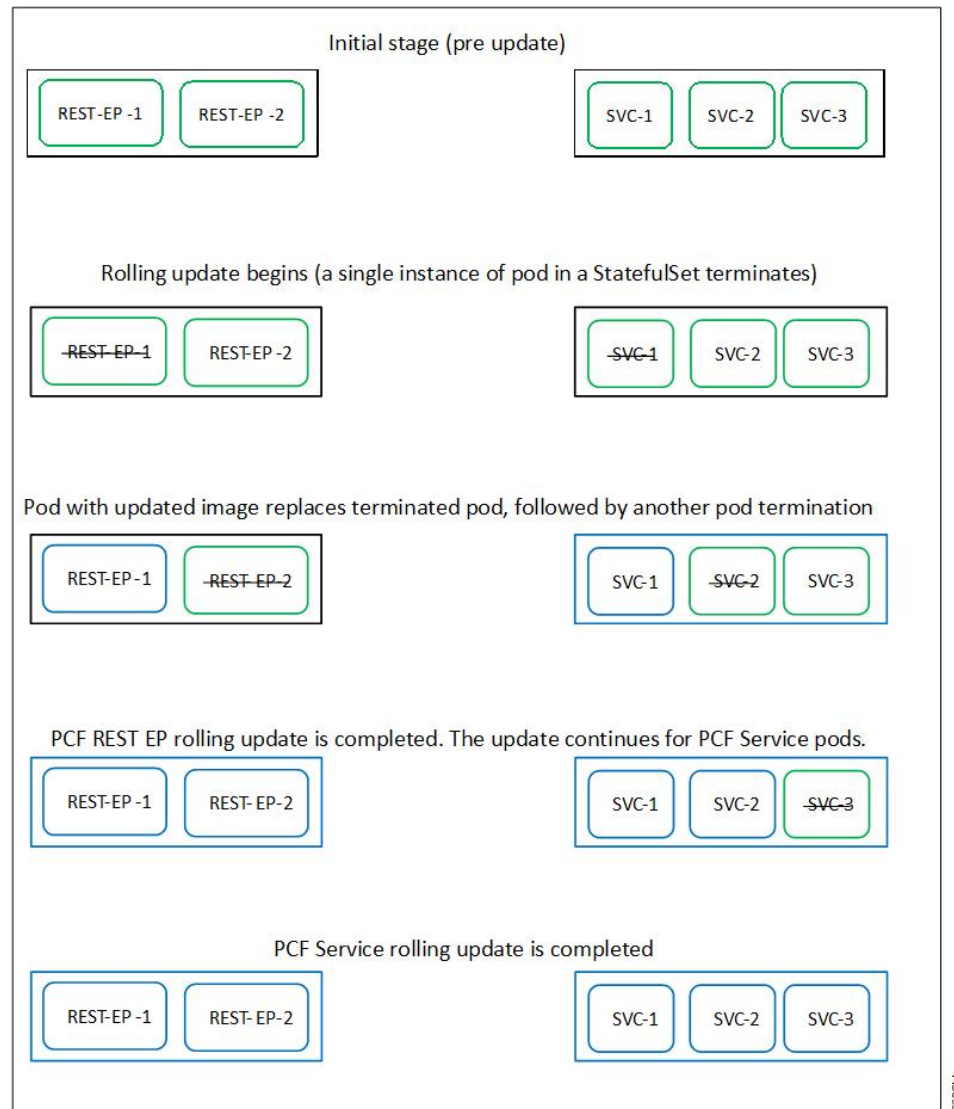 Initial stage (pre update)
REST-EP -1 REST-EP -2 SVC-1 SVC-2 SVC-3
Rolling update begins (a single instance of pod in a StatefulSet terminates)
REST- EP-1 REST-EP -2 SVC-1 SVC-2 SVC-3
Pod with updated image replaces terminated pod, followed by another pod termination
REST-EP -1 REST EP-2 SVC-1 SVC-2 SVC-3
PCF REST EP rolling update is completed. The update continues for PCF Service pods.
REST-EP -1 REST- EP-2 SVC-1 SVC-2 SVC-3
PCF Service rolling update is completed
REST-EP -1 REST- EP-2 SVC-1 SVC-2 SVC-3